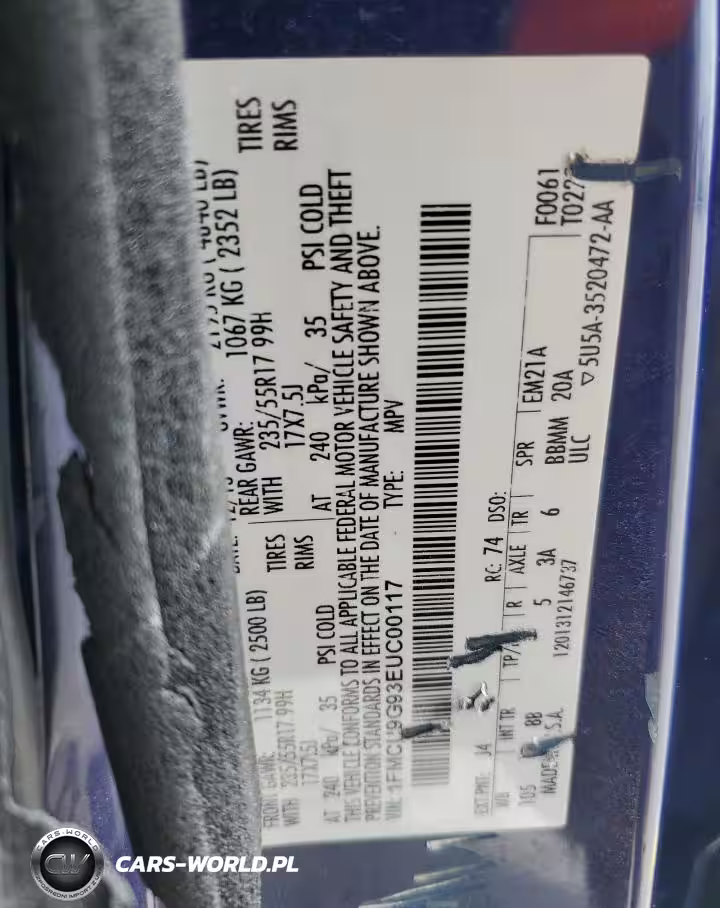 1067 KG ( 2352 LB)
FRONT GAWR: 1134 KG ( 2500 LB) REAR GAWR:
WITH 235/55R17 99H TIRES WITH 235/55R17 99H TIRES
17X7.5J RIMS 17X7.5J RIMS
AT 240 kPa/ 35 PSI COLD AT 240 kPa/ 35 PSI COLD
THIS VEHICLE CONFORMS TO ALL APPLICABLE FEDERAL MOTOR VEHICLE SAFETY AND THEFT
PREVENTION STANDARDS IN EFFECT ON THE DATE OF MANUFACTURE SHOWN ABOVE.
VIN: 1FMCU9G93EUC00117 TYPE: MPV
EXT PNT: J4 RC: 74 DSO: F0061
WB INT TR TP/ R AXLE TR SPR EM21A
105 8B 5 3A 6 BBMM 20A
ULC
MADE U.S.A. 1201312146737 5U5A-3520472-AA
CARS-WORLD
CW
CARS-WORLD.PL